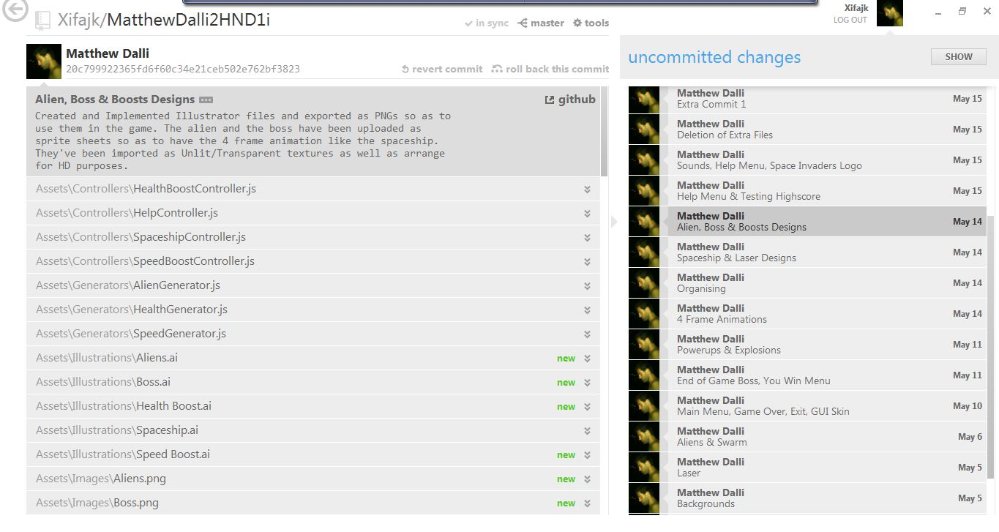 Xifajk/MatthewDalli2HND1i
in sync master tools
Xifajk
LOG OUT
Matthew Dalli
20c799922365fd6f60c34e21ceb502e762bf3823
revert commit roll back this commit
Alien, Boss & Boosts Designs
github
Created and Implemented Illustrator files and exported as PNGs so as to
use them in the game. The alien and the boss have been uploaded as
sprite sheets so as to have the 4 frame animation like the spaceship.
They've been imported as Unlit/Transparent textures as well as arrange
for HD purposes.
Assets\Controllers\HealthBoostController.js
Assets\Controllers\HelpController.js
Assets\Controllers\SpaceshipController.js
Assets\Controllers\SpeedBoostController.js
Assets\Generators\AlienGenerator.js
Assets\Generators\HealthGenerator.js
Assets\Generators\SpeedGenerator.js
Assets\Illustrations\Aliens.ai new
Assets\Illustrations\Boss.ai new
Assets\Illustrations\Health Boost.ai new
Assets\Illustrations\Spaceship.ai
Assets\Illustrations\Speed Boost.ai new
Assets\Images\Aliens.png new
Assets\Images\Boss.png new
uncommitted changes SHOW
Matthew Dalli
Extra Commit 1
May 15
Matthew Dalli
Deletion of Extra Files
May 15
Matthew Dalli
Sounds, Help Menu, Space Invaders Logo
May 15
Matthew Dalli
Help Menu & Testing Highscore
May 15
Matthew Dalli
Alien, Boss & Boosts Designs
May 14
Matthew Dalli
Spaceship & Laser Designs
May 14
Matthew Dalli
Organising
May 14
Matthew Dalli
4 Frame Animations
May 14
Matthew Dalli
Powerups & Explosions
May 11
Matthew Dalli
End of Game Boss, You Win Menu
May 11
Matthew Dalli
Main Menu, Game Over, Exit, GUI Skin
May 10
Matthew Dalli
Aliens & Swarm
May 6
Matthew Dalli
Laser
May 5
Matthew Dalli
Backgrounds
May 5